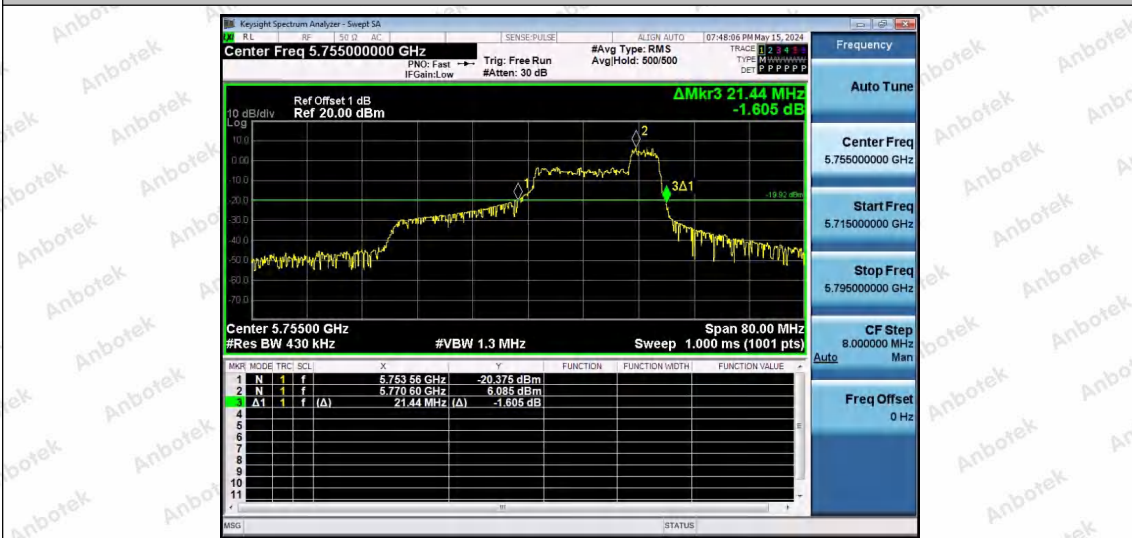 Keysight Spectrum Analyzer - Swept SA
RL RF 50 Ω AC SENSE:PULSE ALIGN AUTO 07:48:06 PM May 15, 2024
Center Freq 5.755000000 GHz
PNO: Fast
IFGain:Low
Trig: Free Run
#Atten: 30 dB
#Avg Type: RMS
Avg|Hold: 500/500
TRACE 1 2 3 4 5 6
TYPE M WWWWW
DET P P P P P P
ΔMkr3 21.44 MHz
-1.605 dB
Ref Offset 1 dB
10 dB/div Ref 20.00 dBm
Log
10.0
0.00
-10.0
-20.0
-30.0
-40.0
-50.0
-60.0
-70.0
1
2
3Δ1
-19.92 dBm
Center 5.75500 GHz Span 80.00 MHz
#Res BW 430 kHz #VBW 1.3 MHz Sweep 1.000 ms (1001 pts)
MKR MODE TRC SCL X Y FUNCTION FUNCTION WIDTH FUNCTION VALUE
1 N 1 f 5.753 56 GHz -20.375 dBm
2 N 1 f 5.770 60 GHz 6.085 dBm
3 Δ1 1 f (Δ) 21.44 MHz (Δ) -1.605 dB
4
5
6
7
8
9
10
11
MSG STATUS
Frequency
Auto Tune
Center Freq
5.755000000 GHz
Start Freq
5.715000000 GHz
Stop Freq
5.795000000 GHz
CF Step
8.000000 MHz
Auto Man
Freq Offset
0 Hz
Anbotek